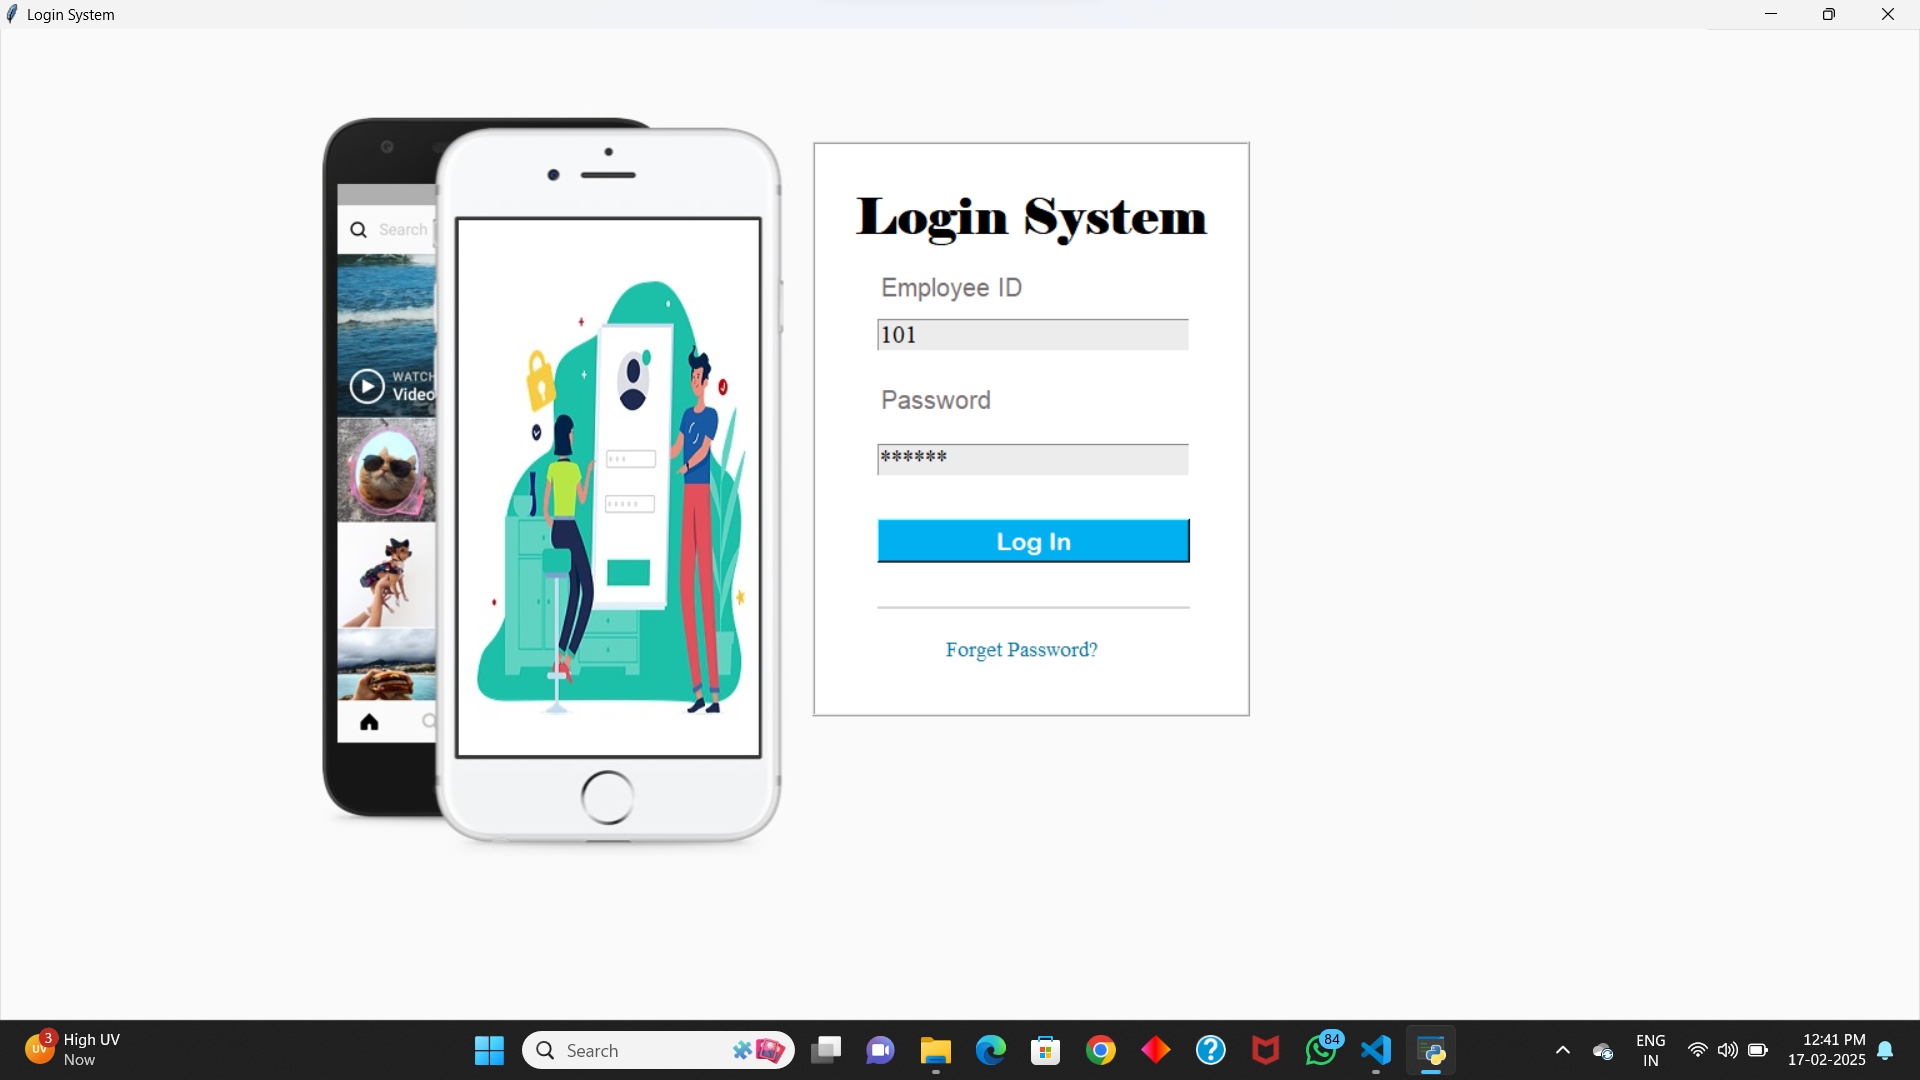 Login System
Search
WATCH
Video
Login System
Employee ID
101
Password
******
Log In
Forget Password?
UV
3
High UV
Now
Search
84
ENG
IN
12:41 PM
17-02-2025